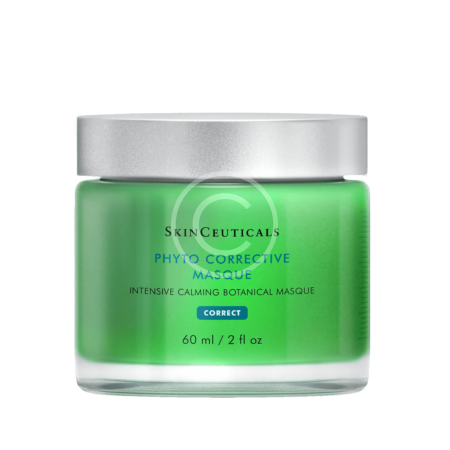 SKINCEUTICALS
PHYTO CORRECTIVE
MASQUE
INTENSIVE CALMING BOTANICAL MASQUE
CORRECT
60 ml / 2 fl oz